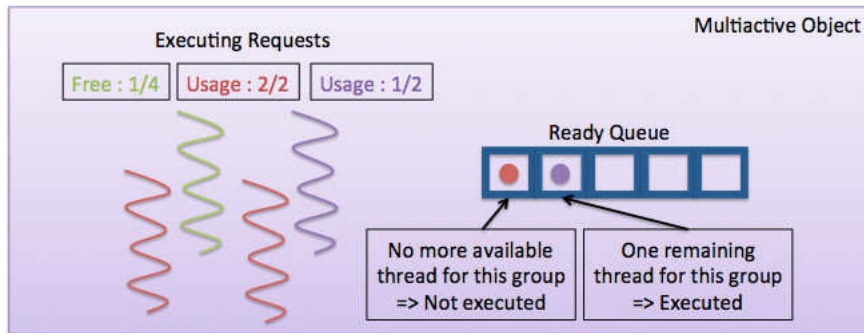 Multiactive Object
Executing Requests
Free : 1/4
Usage : 2/2
Usage : 1/2
Ready Queue
No more available
thread for this group
=> Not executed
One remaining
thread for this group
=> Executed